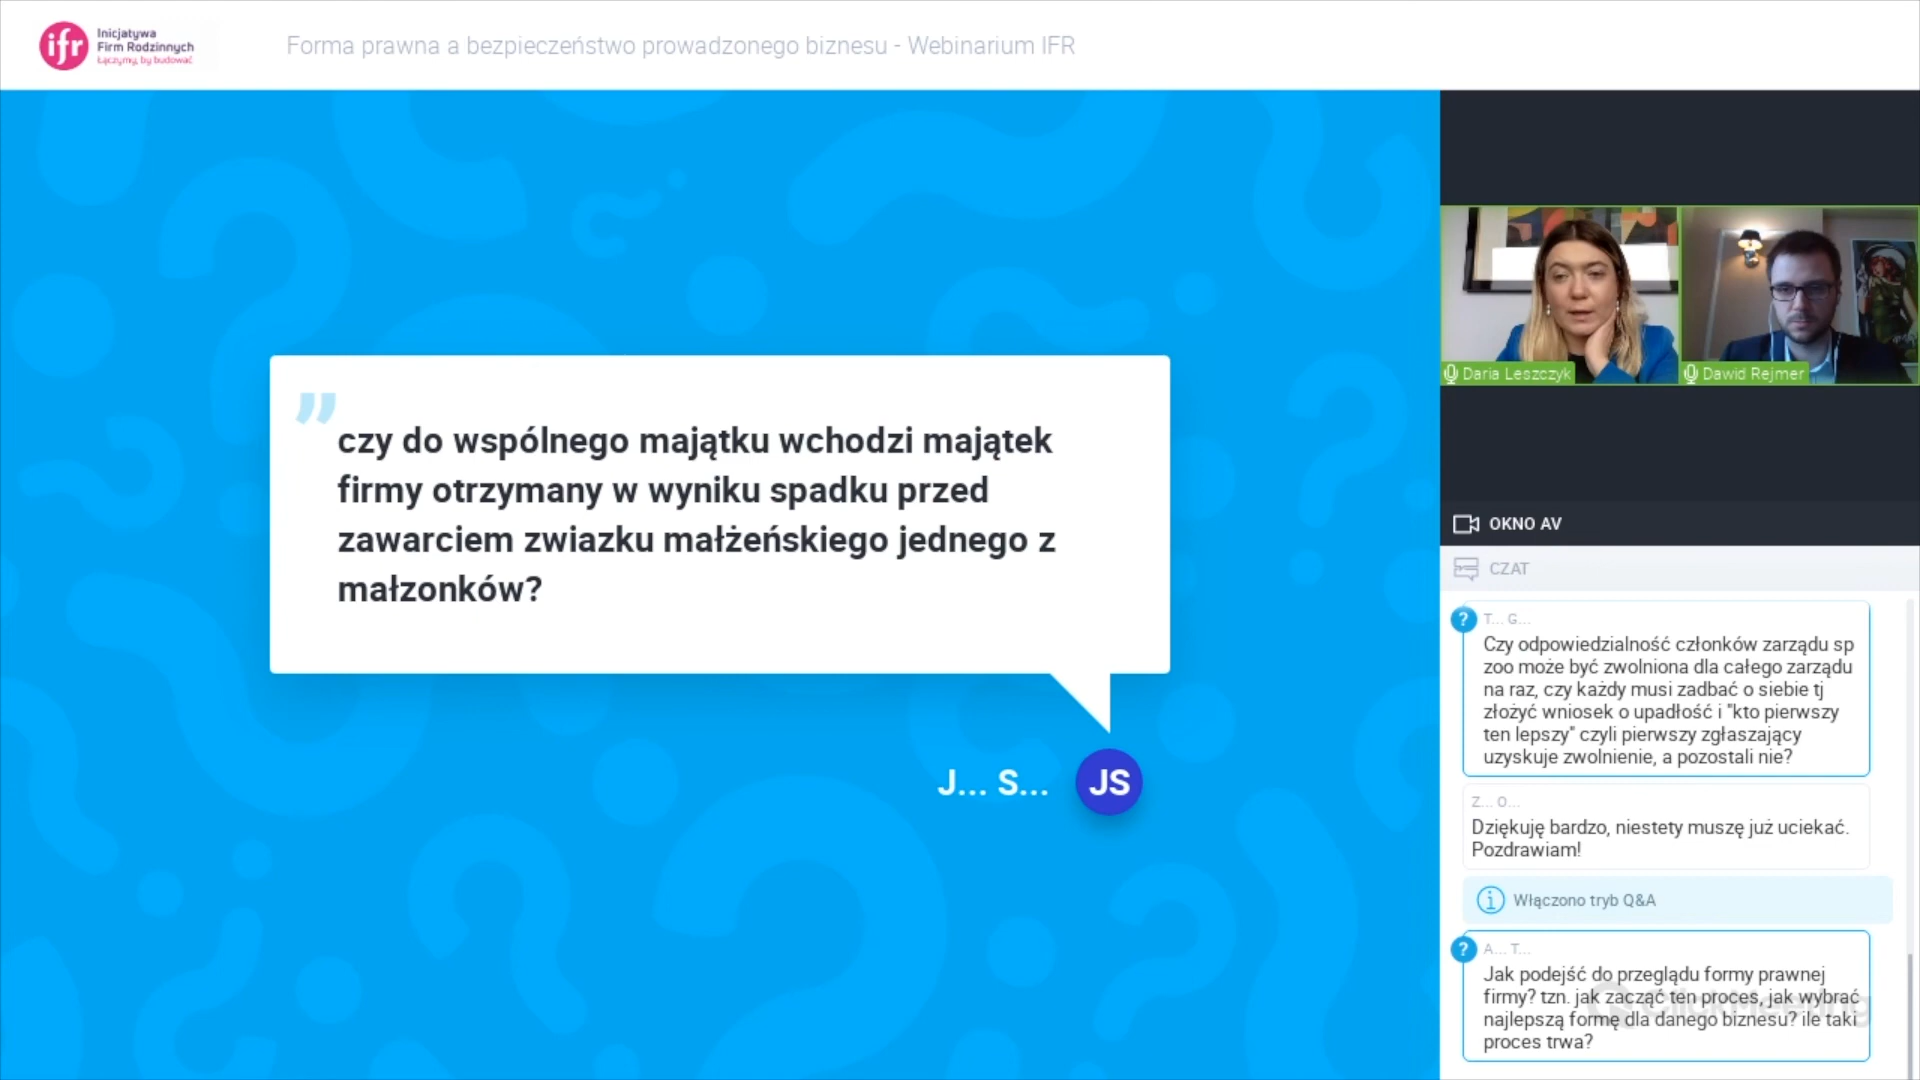 ifr
Inicjatywa
Firm Rodzinnych
Łączymy, by budować
Forma prawna a bezpieczeństwo prowadzonego biznesu - Webinarium IFR
”
czy do wspólnego majątku wchodzi majątek
firmy otrzymany w wyniku spadku przed
zawarciem zwiazku małżeńskiego jednego z
małzonków?
J... S...
JS
Daria Leszczyk
Dawid Rejmer
OKNO AV
CZAT
? T... G...
Czy odpowiedzialność członków zarządu sp
zoo może być zwolniona dla całego zarządu
na raz, czy każdy musi zadbać o siebie tj
złożyć wniosek o upadłość i "kto pierwszy
ten lepszy" czyli pierwszy zgłaszający
uzyskuje zwolnienie, a pozostali nie?
Z... O...
Dziękuję bardzo, niestety muszę już uciekać.
Pozdrawiam!
Włączono tryb Q&A
? A... T...
Jak podejść do przeglądu formy prawnej
firmy? tzn. jak zacząć ten proces, jak wybrać
najlepszą formę dla danego biznesu? ile taki
proces trwa?
ClickMeeting